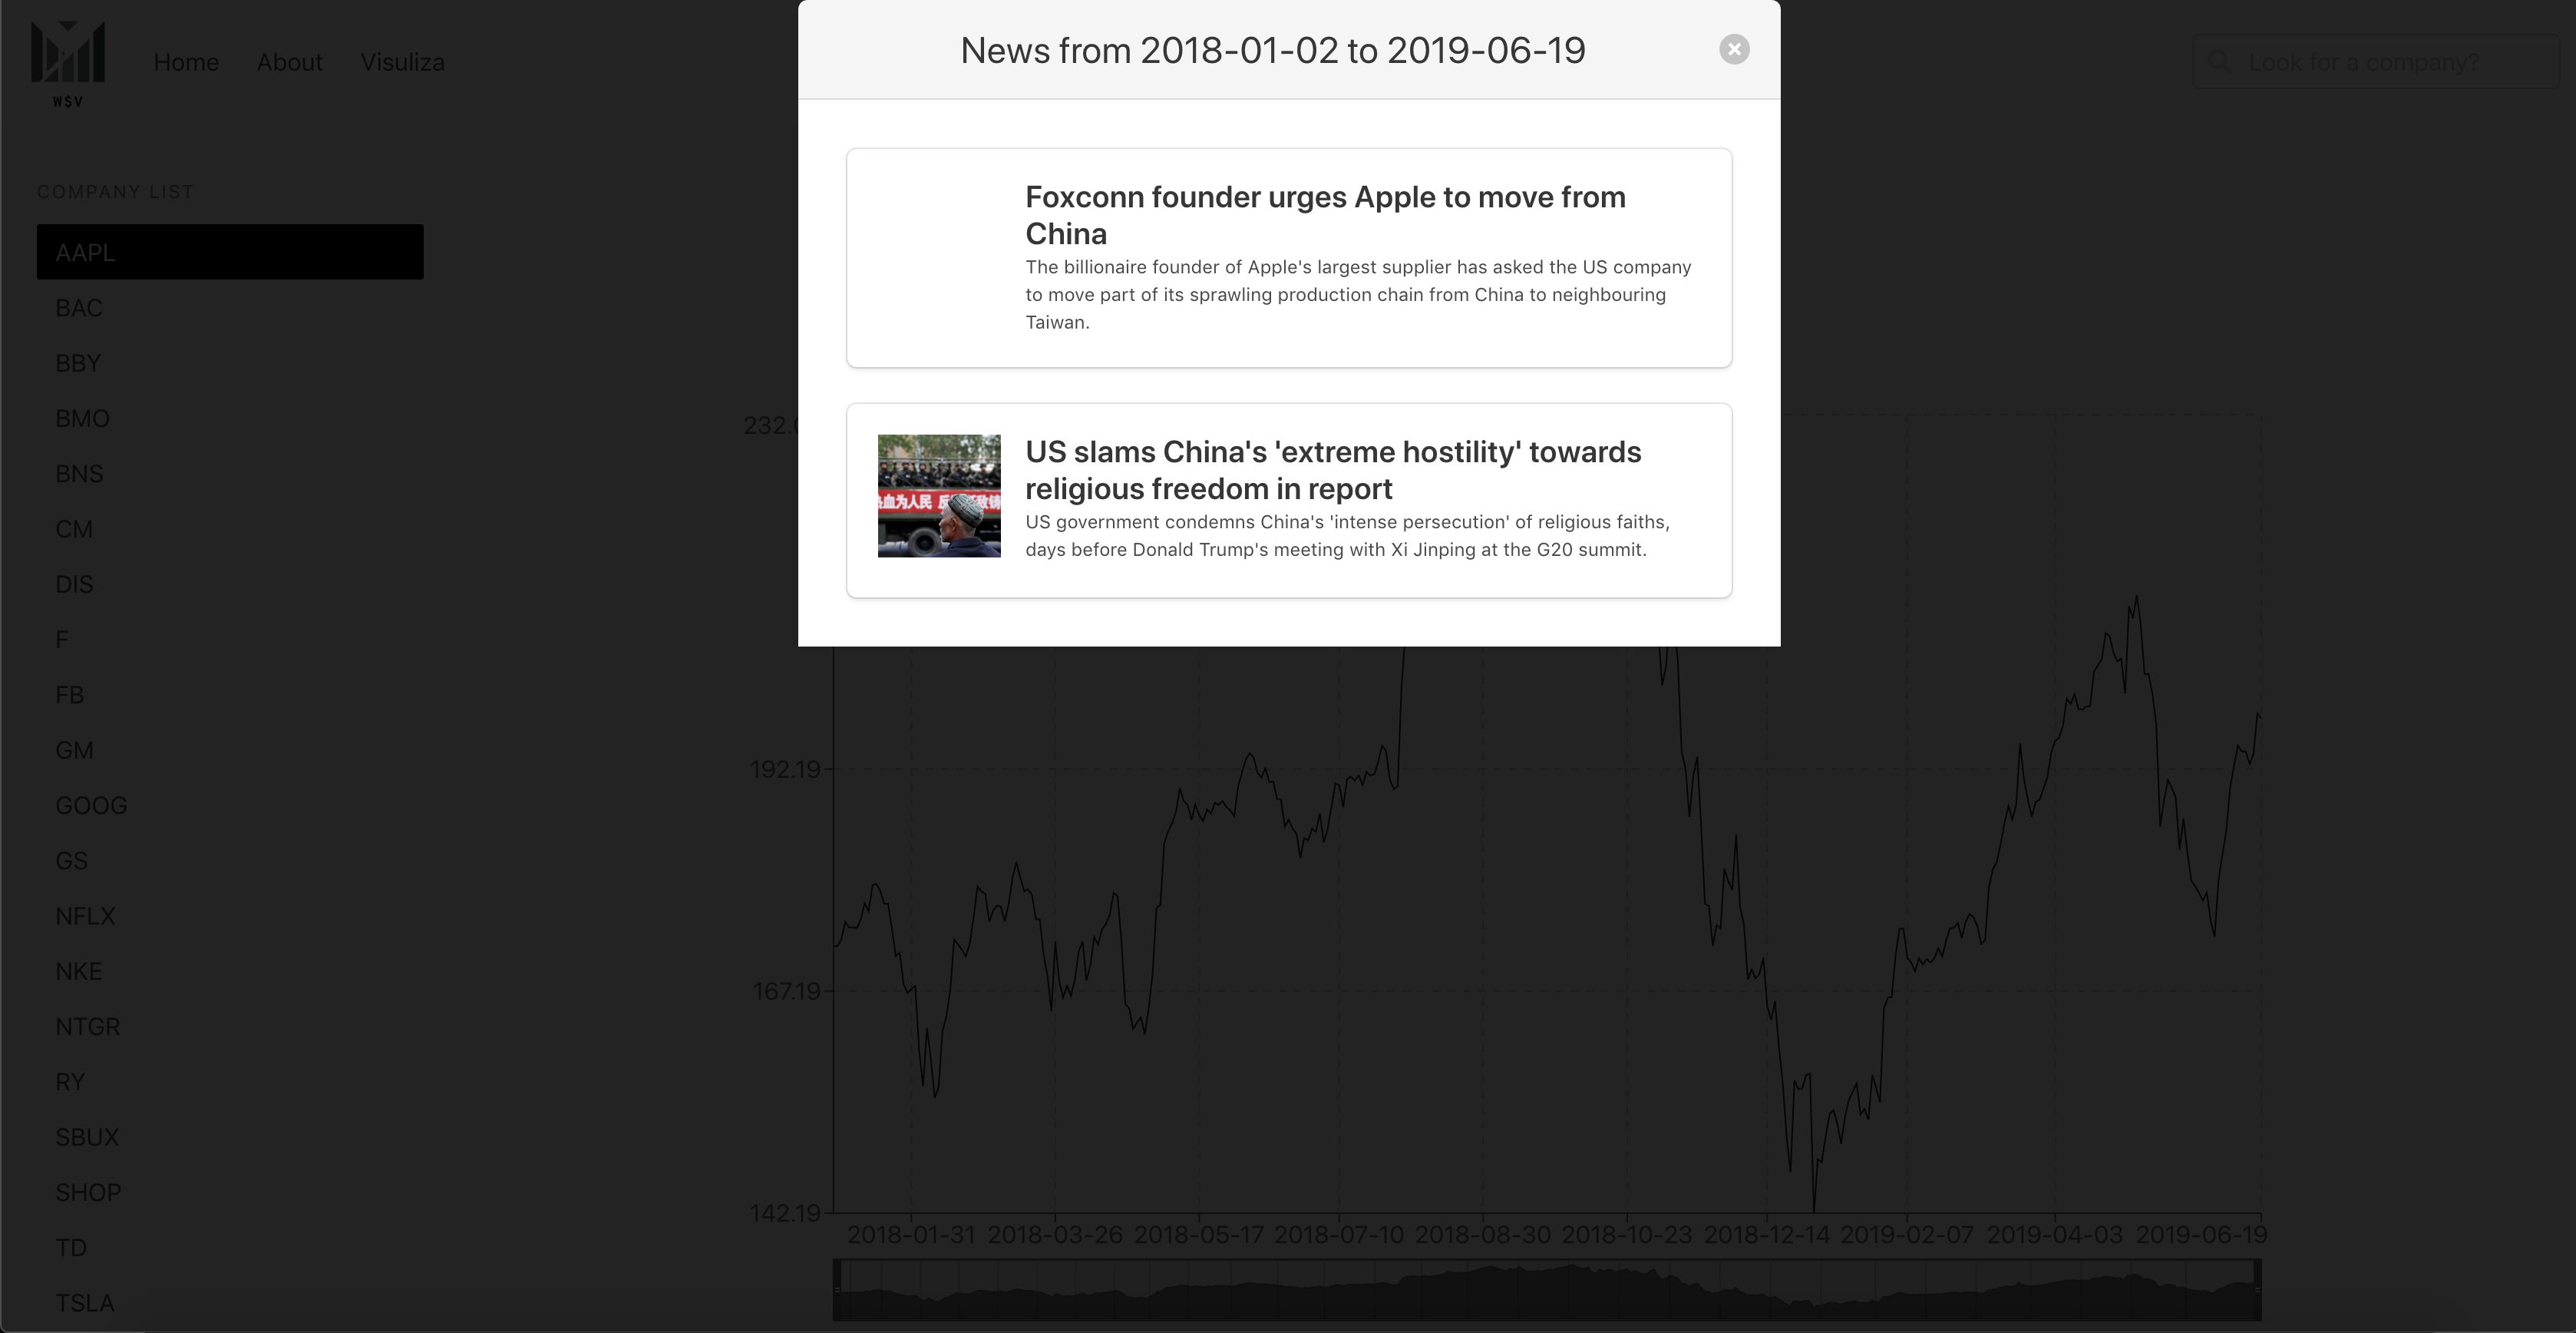 W$V
Home
About
Visuliza
Look for a company?
COMPANY LIST
AAPL
BAC
BBY
BMO
BNS
CM
DIS
F
FB
GM
GOOG
GS
NFLX
NKE
NTGR
RY
SBUX
SHOP
TD
TSLA
News from 2018-01-02 to 2019-06-19
Foxconn founder urges Apple to move from
China
The billionaire founder of Apple's largest supplier has asked the US company
to move part of its sprawling production chain from China to neighbouring
Taiwan.
血为人民
US slams China's 'extreme hostility' towards
religious freedom in report
US government condemns China's 'intense persecution' of religious faiths,
days before Donald Trump's meeting with Xi Jinping at the G20 summit.
192.19
167.19
142.19
2018-01-31
2018-03-26
2018-05-17
2018-07-10
2018-08-30
2018-10-23
2018-12-14
2019-02-07
2019-04-03
2019-06-19